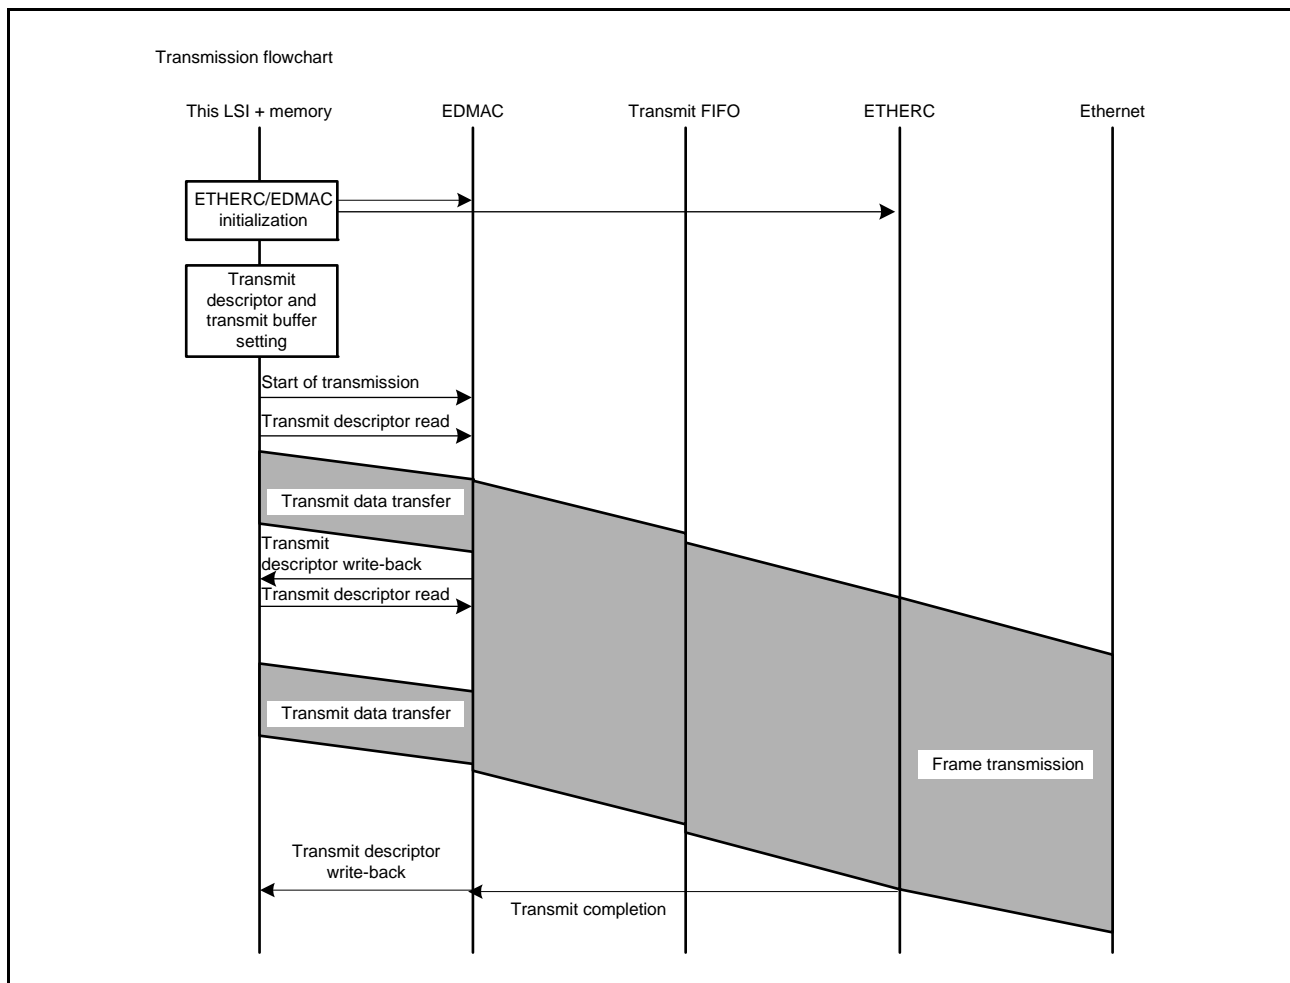 Transmission flowchart
This LSI + memory
EDMAC
Transmit FIFO
ETHERC
Ethernet
ETHERC/EDMAC
initialization
Transmit
descriptor and
transmit buffer
setting
Start of transmission
Transmit descriptor read
Transmit data transfer
Transmit
descriptor write-back
Transmit descriptor read
Transmit data transfer
Frame transmission
Transmit descriptor
write-back
Transmit completion